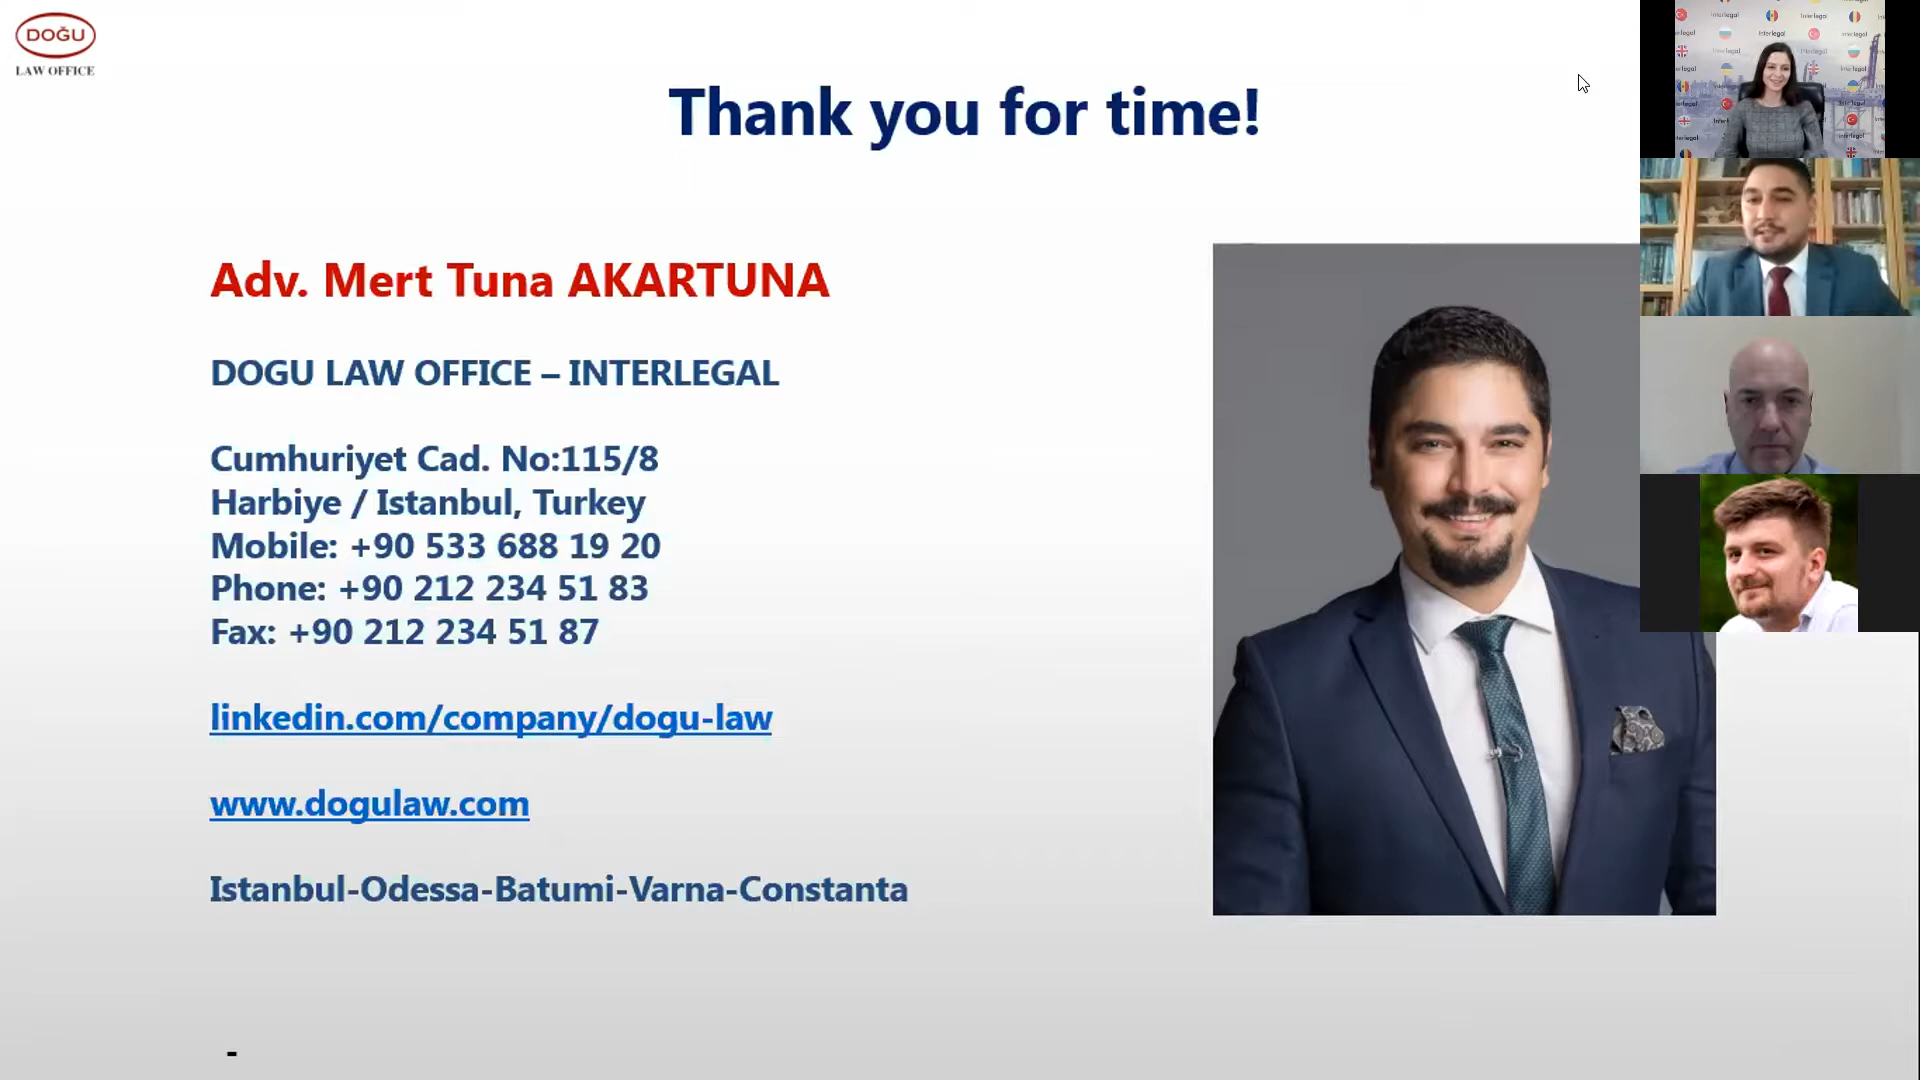 DOĞU
LAW OFFICE
Thank you for time!
Adv. Mert Tuna AKARTUNA
DOGU LAW OFFICE – INTERLEGAL
Cumhuriyet Cad. No:115/8
Harbiye / Istanbul, Turkey
Mobile: +90 533 688 19 20
Phone: +90 212 234 51 83
Fax: +90 212 234 51 87
linkedin.com/company/dogu-law
www.dogulaw.com
Istanbul-Odessa-Batumi-Varna-Constanta
-
Interlegal